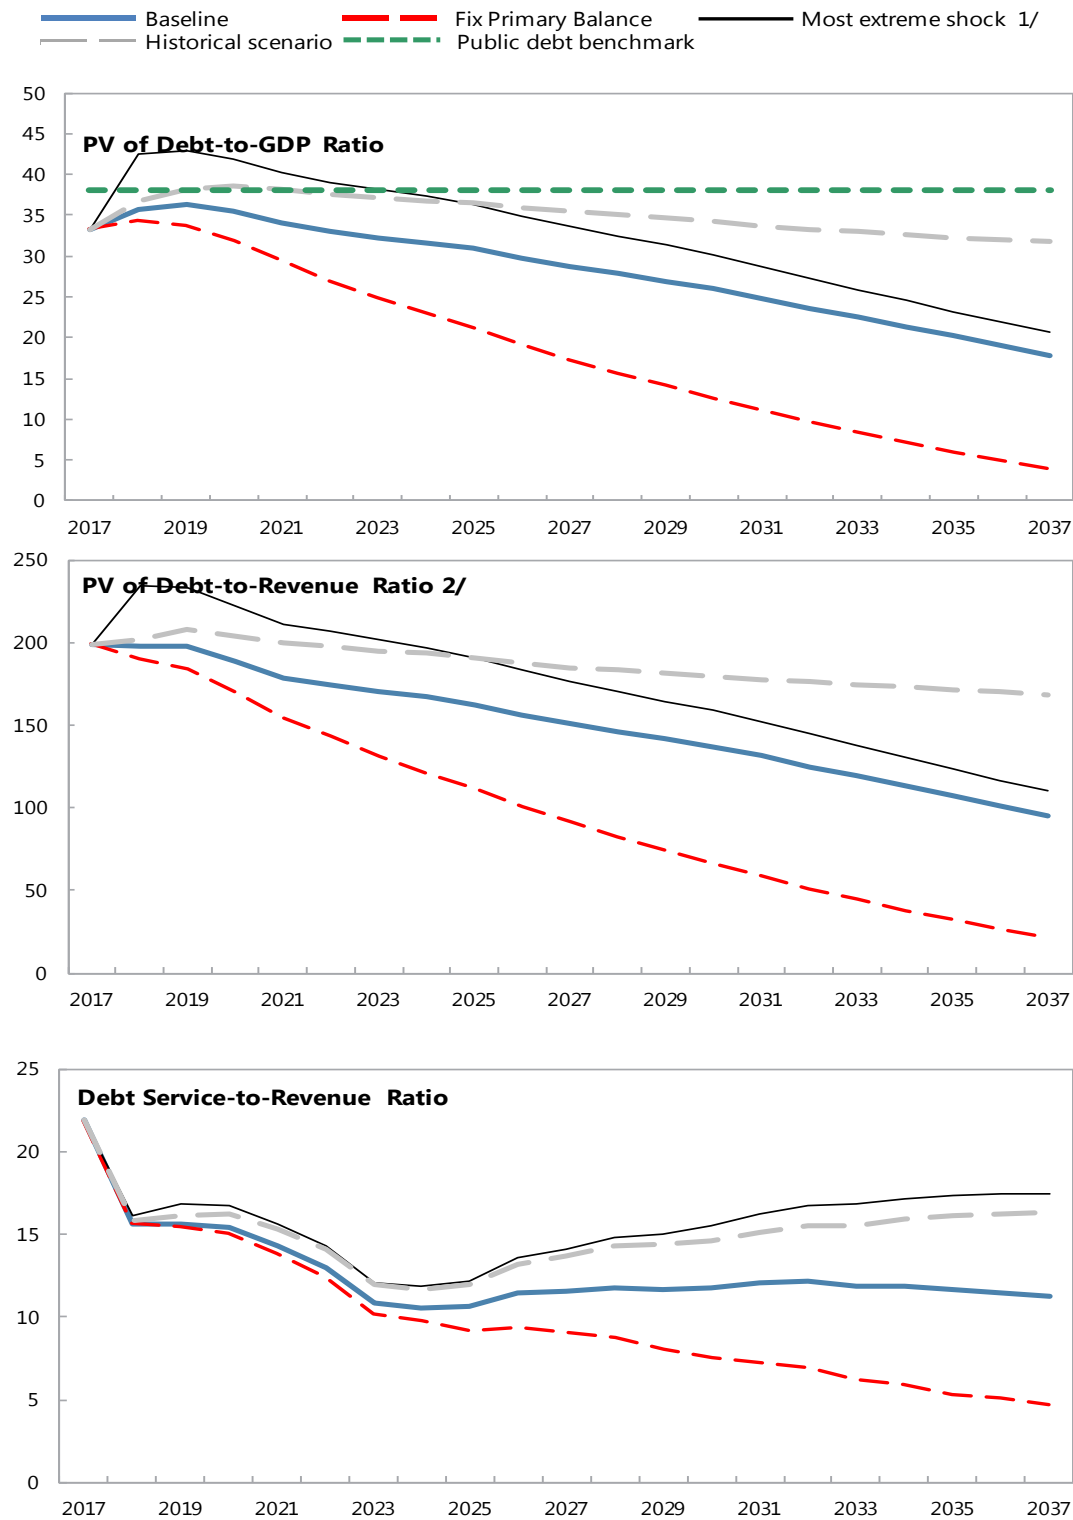 Baseline Fix Primary Balance Most extreme shock 1/
Historical scenario Public debt benchmark
50
PV of Debt-to-GDP Ratio
45
40
35
30
25
20
15
10
5
0
2017 2019 2021 2023 2025 2027 2029 2031 2033 2035 2037
250
PV of Debt-to-Revenue Ratio 2/
200
150
100
50
0
2017 2019 2021 2023 2025 2027 2029 2031 2033 2035 2037
25
Debt Service-to-Revenue Ratio
20
15
10
5
0
2017 2019 2021 2023 2025 2027 2029 2031 2033 2035 2037